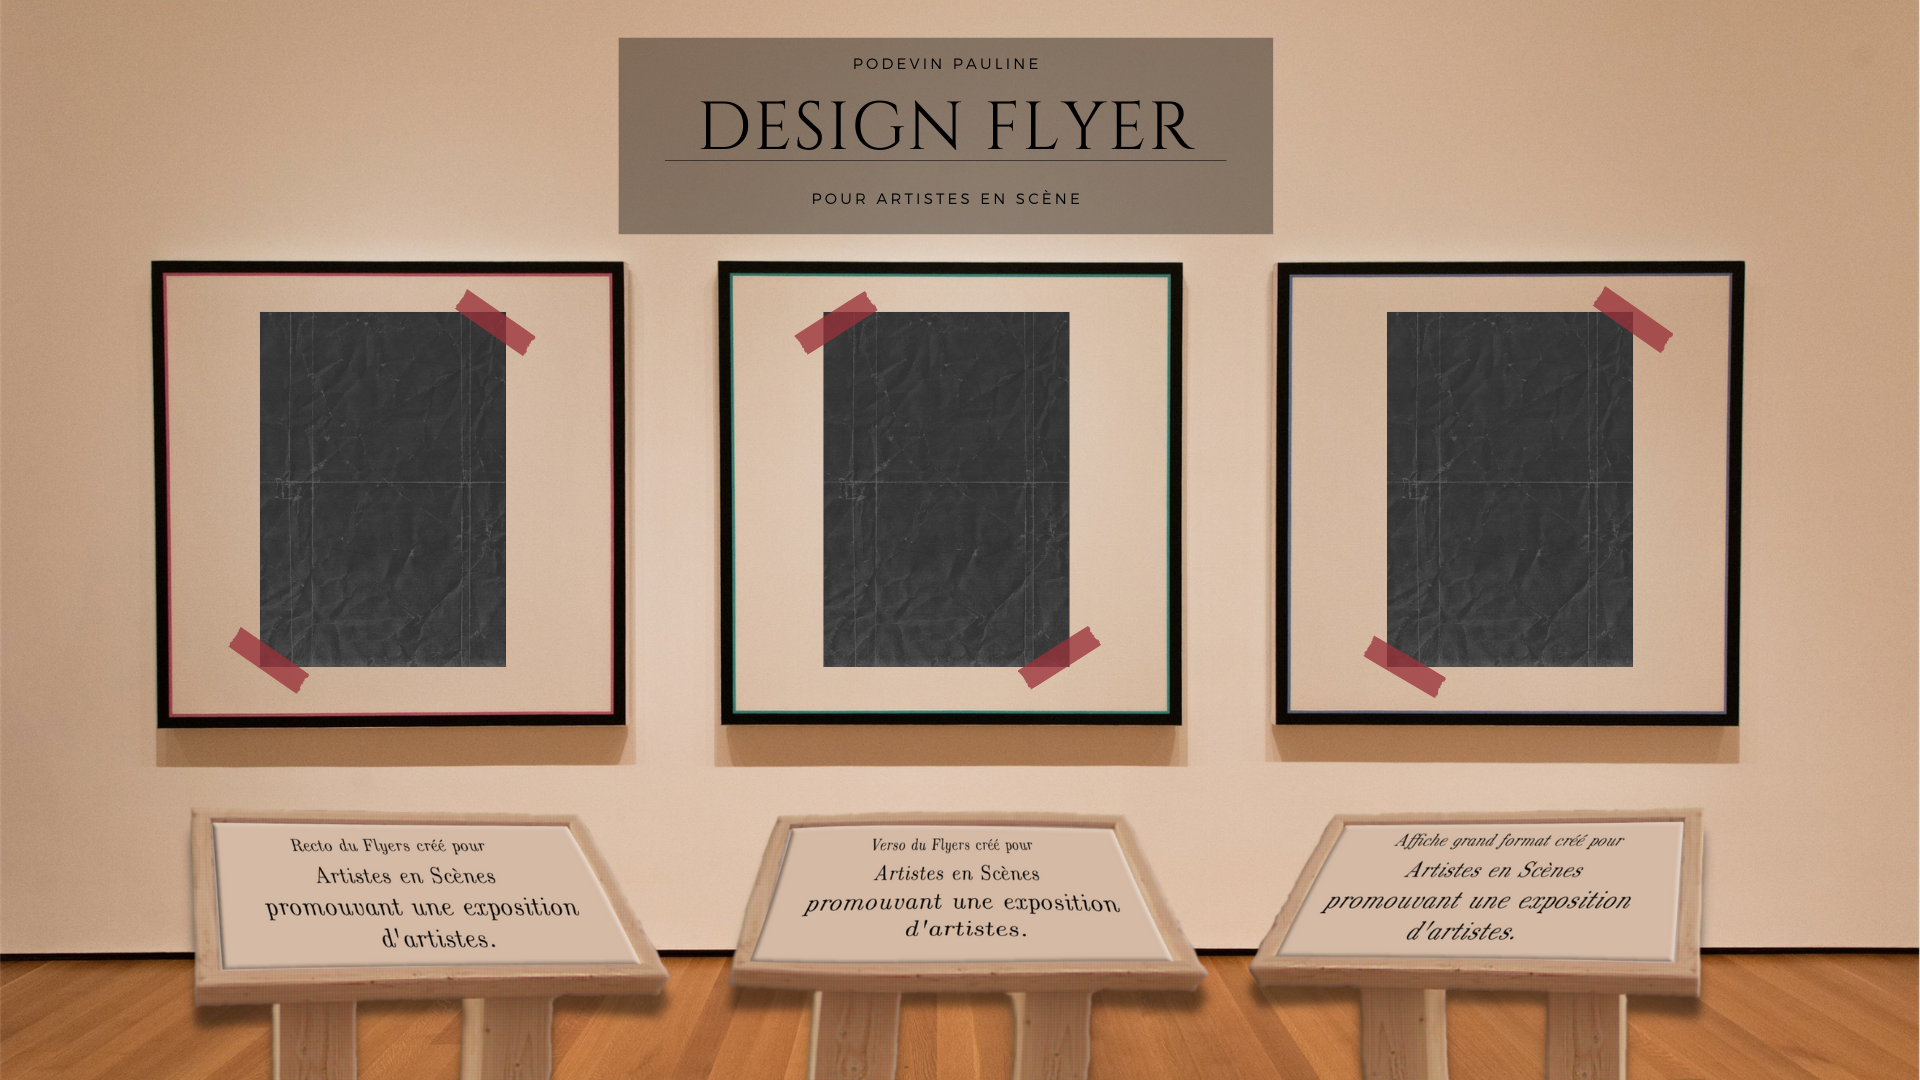 PODEVIN PAULINE
DESIGN FLYER
POUR ARTISTES EN SCÈNE
Recto du Flyers créé pour
Artistes en Scènes
promouvant une exposition
d'artistes.
Verso du Flyers créé pour
Artistes en Scènes
promouvant une exposition
d'artistes.
Affiche grand format créé pour
Artistes en Scènes
promouvant une exposition
d'artistes.